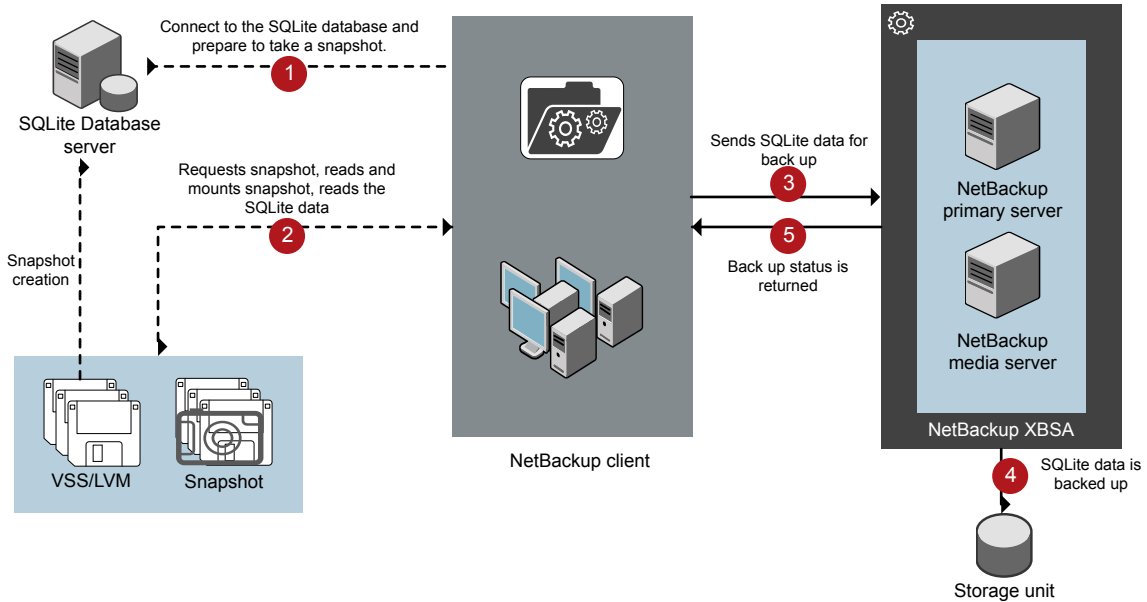 Connect to the SQLite database and
prepare to take a snapshot.
1
SQLite Database
server
Requests snapshot, reads and
mounts snapshot, reads the
SQLite data
2
Snapshot
creation
VSS/LVM
Snapshot
NetBackup client
Sends SQLite data for
back up
3
5
Back up status is
returned
NetBackup
primary server
NetBackup
media server
NetBackup XBSA
4
SQLite data is
backed up
Storage unit